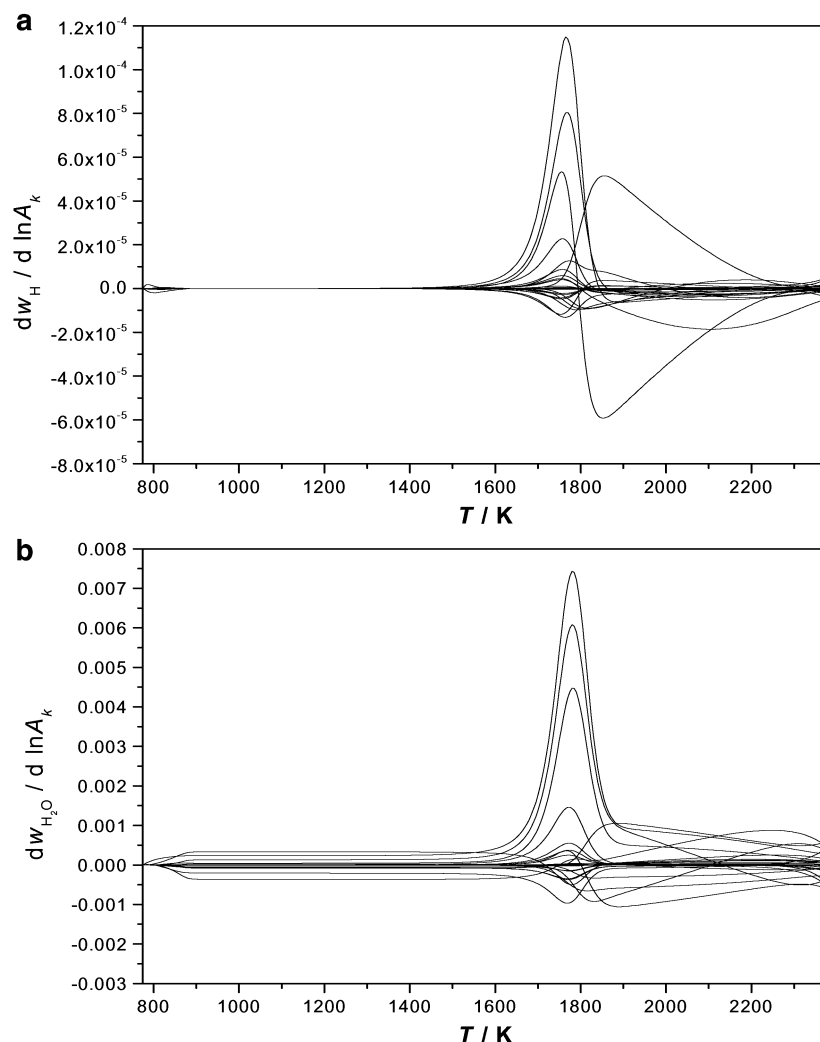 a
1.2x10⁻⁴
1.0x10⁻⁴
8.0x10⁻⁵
6.0x10⁻⁵
4.0x10⁻⁵
2.0x10⁻⁵
0.0
-2.0x10⁻⁵
-4.0x10⁻⁵
-6.0x10⁻⁵
-8.0x10⁻⁵
dw_H / d lnA_k
800 1000 1200 1400 1600 1800 2000 2200
T / K
b
0.008
0.007
0.006
0.005
0.004
0.003
0.002
0.001
0.000
-0.001
-0.002
-0.003
dw_H₂O / d lnA_k
800 1000 1200 1400 1600 1800 2000 2200
T / K